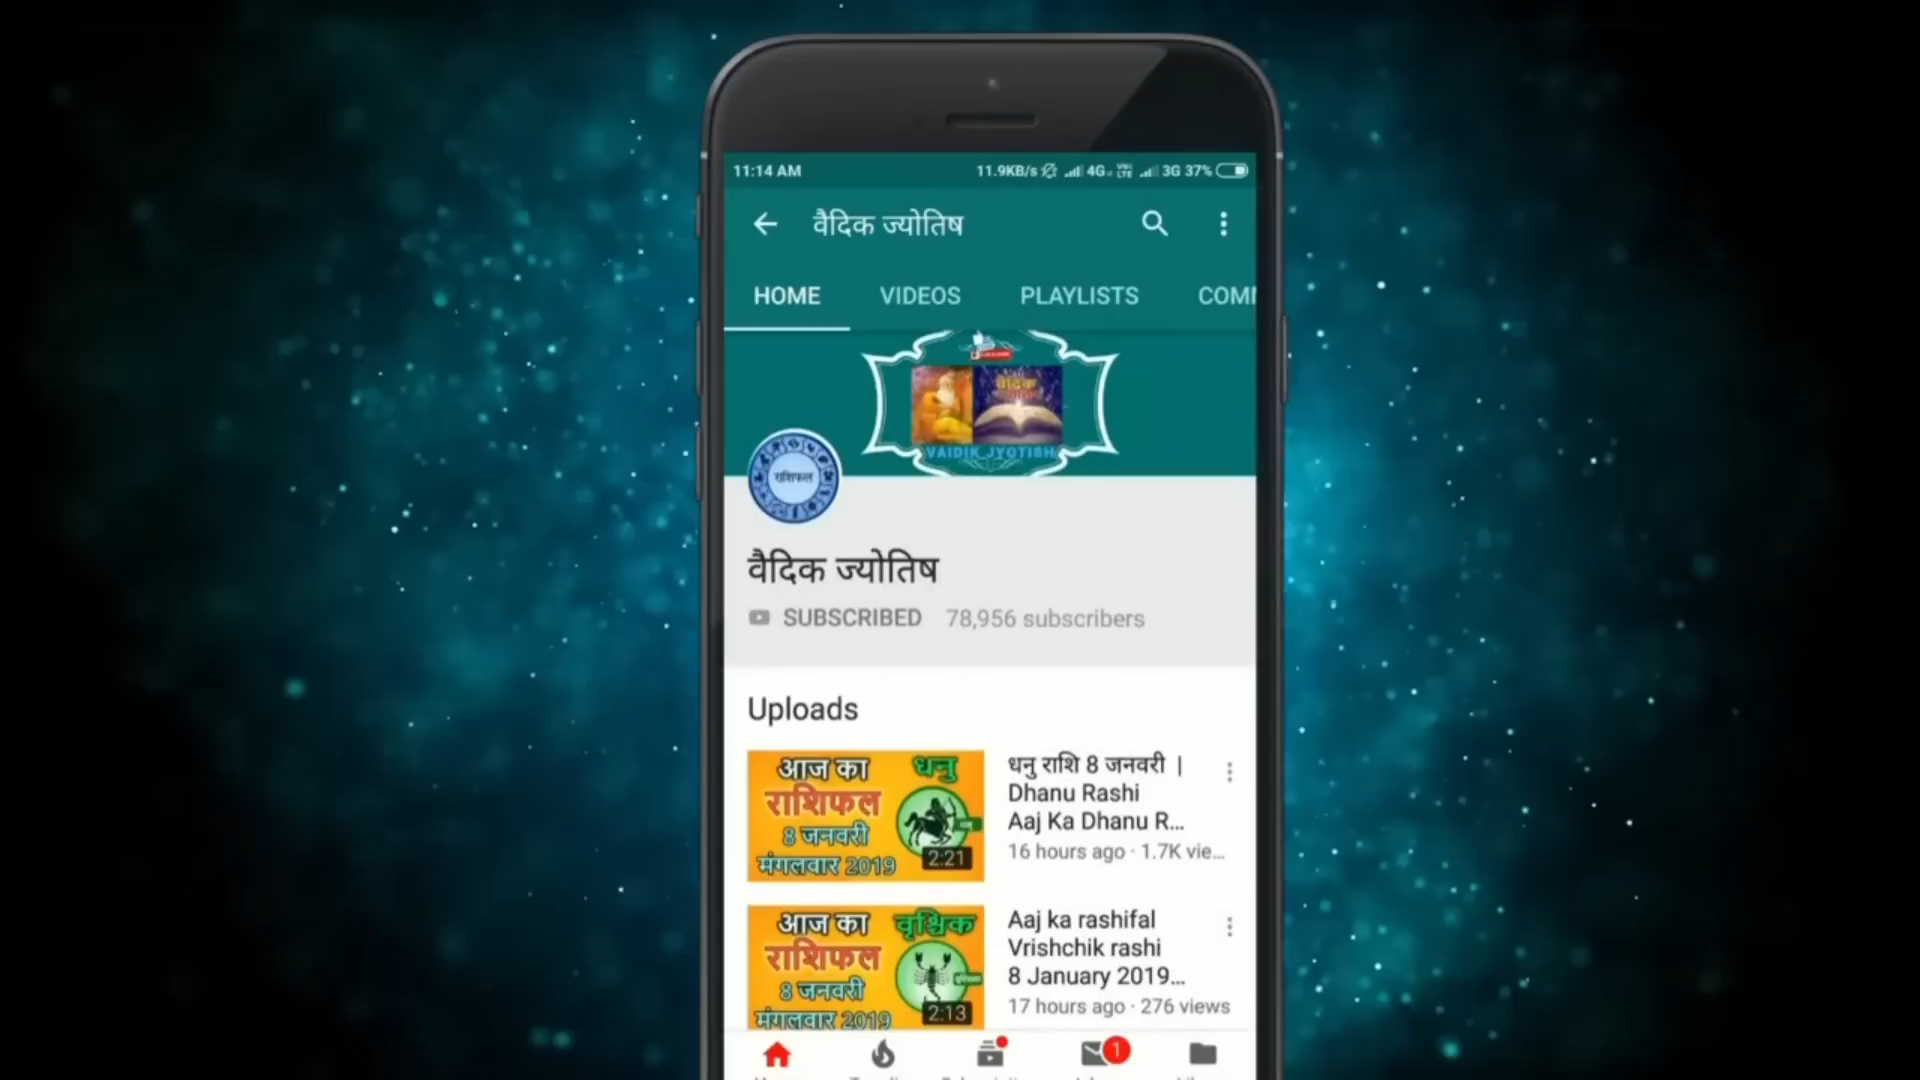 11:14 AM 11.9KB/s 4G VoLTE 3G 37%
वैदिक ज्योतिष
HOME VIDEOS PLAYLISTS COM
वैदिक
VAIDIK JYOTISH
राशिफल
वैदिक ज्योतिष
SUBSCRIBED 78,956 subscribers
Uploads
आज का धनु
राशिफल
8 जनवरी
मंगलवार 2019
2:21
धनु राशि 8 जनवरी |
Dhanu Rashi
Aaj Ka Dhanu R...
16 hours ago · 1.7K vie...
आज का वृश्चिक
राशिफल
8 जनवरी
मंगलवार 2019
2:13
Aaj ka rashifal
Vrishchik rashi
8 January 2019...
17 hours ago · 276 views
1